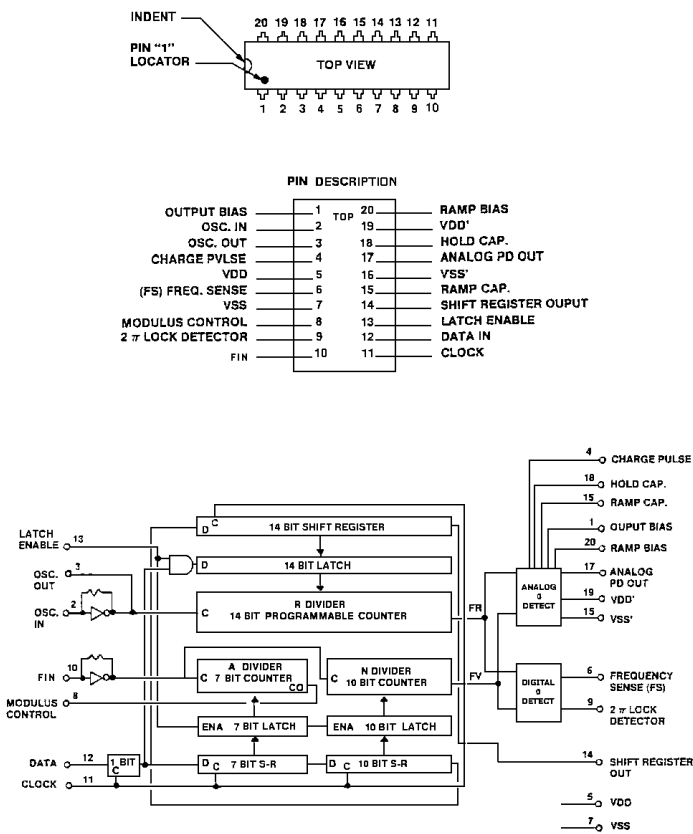 INDENT
PIN "1"
LOCATOR
20 19 18 17 16 15 14 13 12 11
TOP VIEW
1 2 3 4 5 6 7 8 9 10
PIN DESCRIPTION
OUTPUT BIAS 1 TOP 20 RAMP BIAS
OSC. IN 2 19 VDD'
OSC. OUT 3 18 HOLD CAP.
CHARGE PVLSE 4 17 ANALOG PD OUT
VDD 5 16 VSS'
(FS) FREQ. SENSE 6 15 RAMP CAP.
VSS 7 14 SHIFT REGISTER OUPUT
MODULUS CONTROL 8 13 LATCH ENABLE
2 π LOCK DETECTOR 9 12 DATA IN
FIN 10 11 CLOCK
4 CHARGE PULSE
18 HOLD CAP.
15 RAMP CAP.
1 OUPUT BIAS
20 RAMP BIAS
17 ANALOG
PD OUT
19 VDD'
15 VSS'
ANALOG
0
DETECT
LATCH
ENABLE 13
D C 14 BIT SHIFT REGISTER
D 14 BIT LATCH
OSC.
OUT 3
OSC.
IN 2
C R DIVIDER
14 BIT PROGRAMMABLE COUNTER
FR
FIN 10
C A DIVIDER
7 BIT COUNTER
CO
C N DIVIDER
10 BIT COUNTER
FV
DIGITAL
0
DETECT
6 FREQUENCY
SENSE (FS)
9 2 π LOCK
DETECTOR
MODULUS
CONTROL 8
ENA 7 BIT LATCH
ENA 10 BIT LATCH
DATA 12
1 BIT
C
D C 7 BIT S-R
D C 10 BIT S-R
CLOCK 11
14 SHIFT REGISTER
OUT
5 VDD
7 VSS